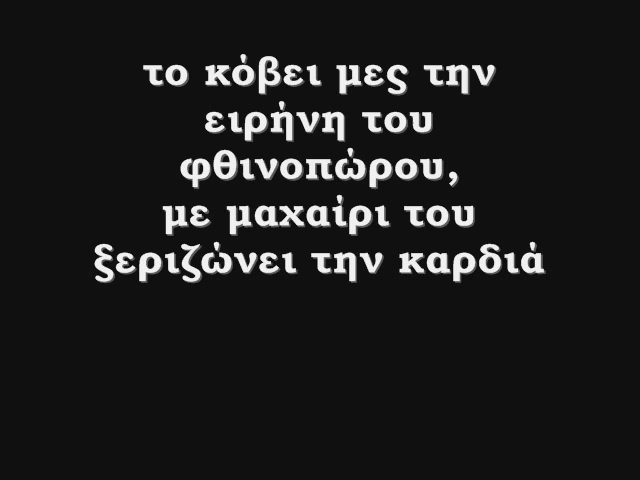 το κόβει μες την
ειρήνη του
φθινοπώρου,
με μαχαίρι του
ξεριζώνει την καρδιά